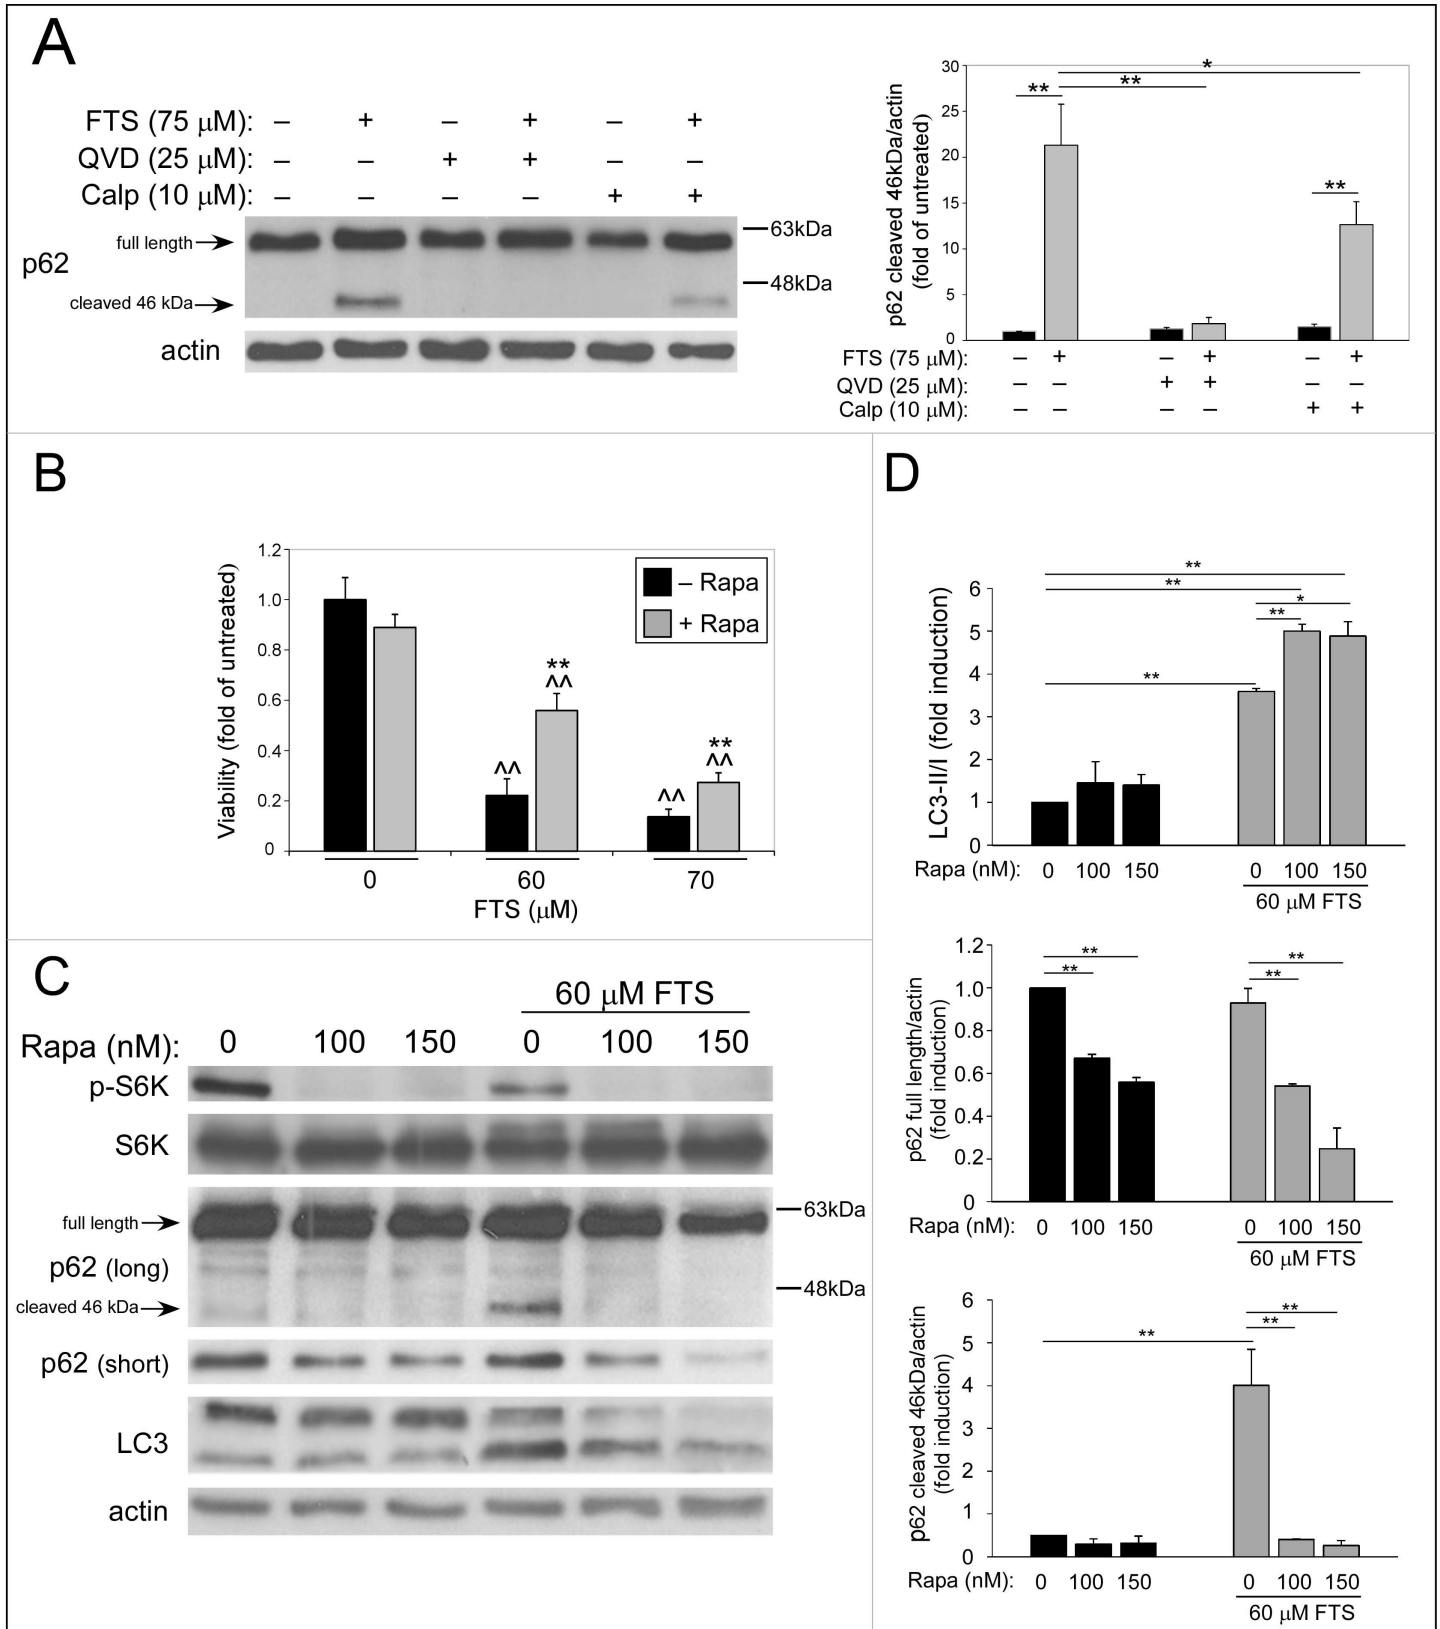 A
FTS (75 µM): – + – + – +
QVD (25 µM): – – + + – –
Calp (10 µM): – – – – + +
full length
p62
cleaved 46 kDa
63kDa
48kDa
actin
p62 cleaved 46kDa/actin
(fold of untreated)
30
25
20
15
10
5
0
** ** * **
FTS (75 µM): – + – + – +
QVD (25 µM): – – + + – –
Calp (10 µM): – – – – + +
B
Viability (fold of untreated)
1.2
1.0
0.8
0.6
0.4
0.2
0
– Rapa
+ Rapa
^^
**
^^
^^
**
^^
0 60 70
FTS (µM)
C
60 µM FTS
Rapa (nM): 0 100 150 0 100 150
p-S6K
S6K
full length
63kDa
p62 (long)
48kDa
cleaved 46 kDa
p62 (short)
LC3
actin
D
LC3-II/I (fold induction)
6
5
4
3
2
1
0
**
**
*
**
**
Rapa (nM): 0 100 150 0 100 150
60 µM FTS
p62 full length/actin
(fold induction)
1.2
1.0
0.8
0.6
0.4
0.2
0
**
**
**
**
Rapa (nM): 0 100 150 0 100 150
60 µM FTS
p62 cleaved 46kDa/actin
(fold induction)
6
5
4
3
2
1
0
**
**
**
Rapa (nM): 0 100 150 0 100 150
60 µM FTS